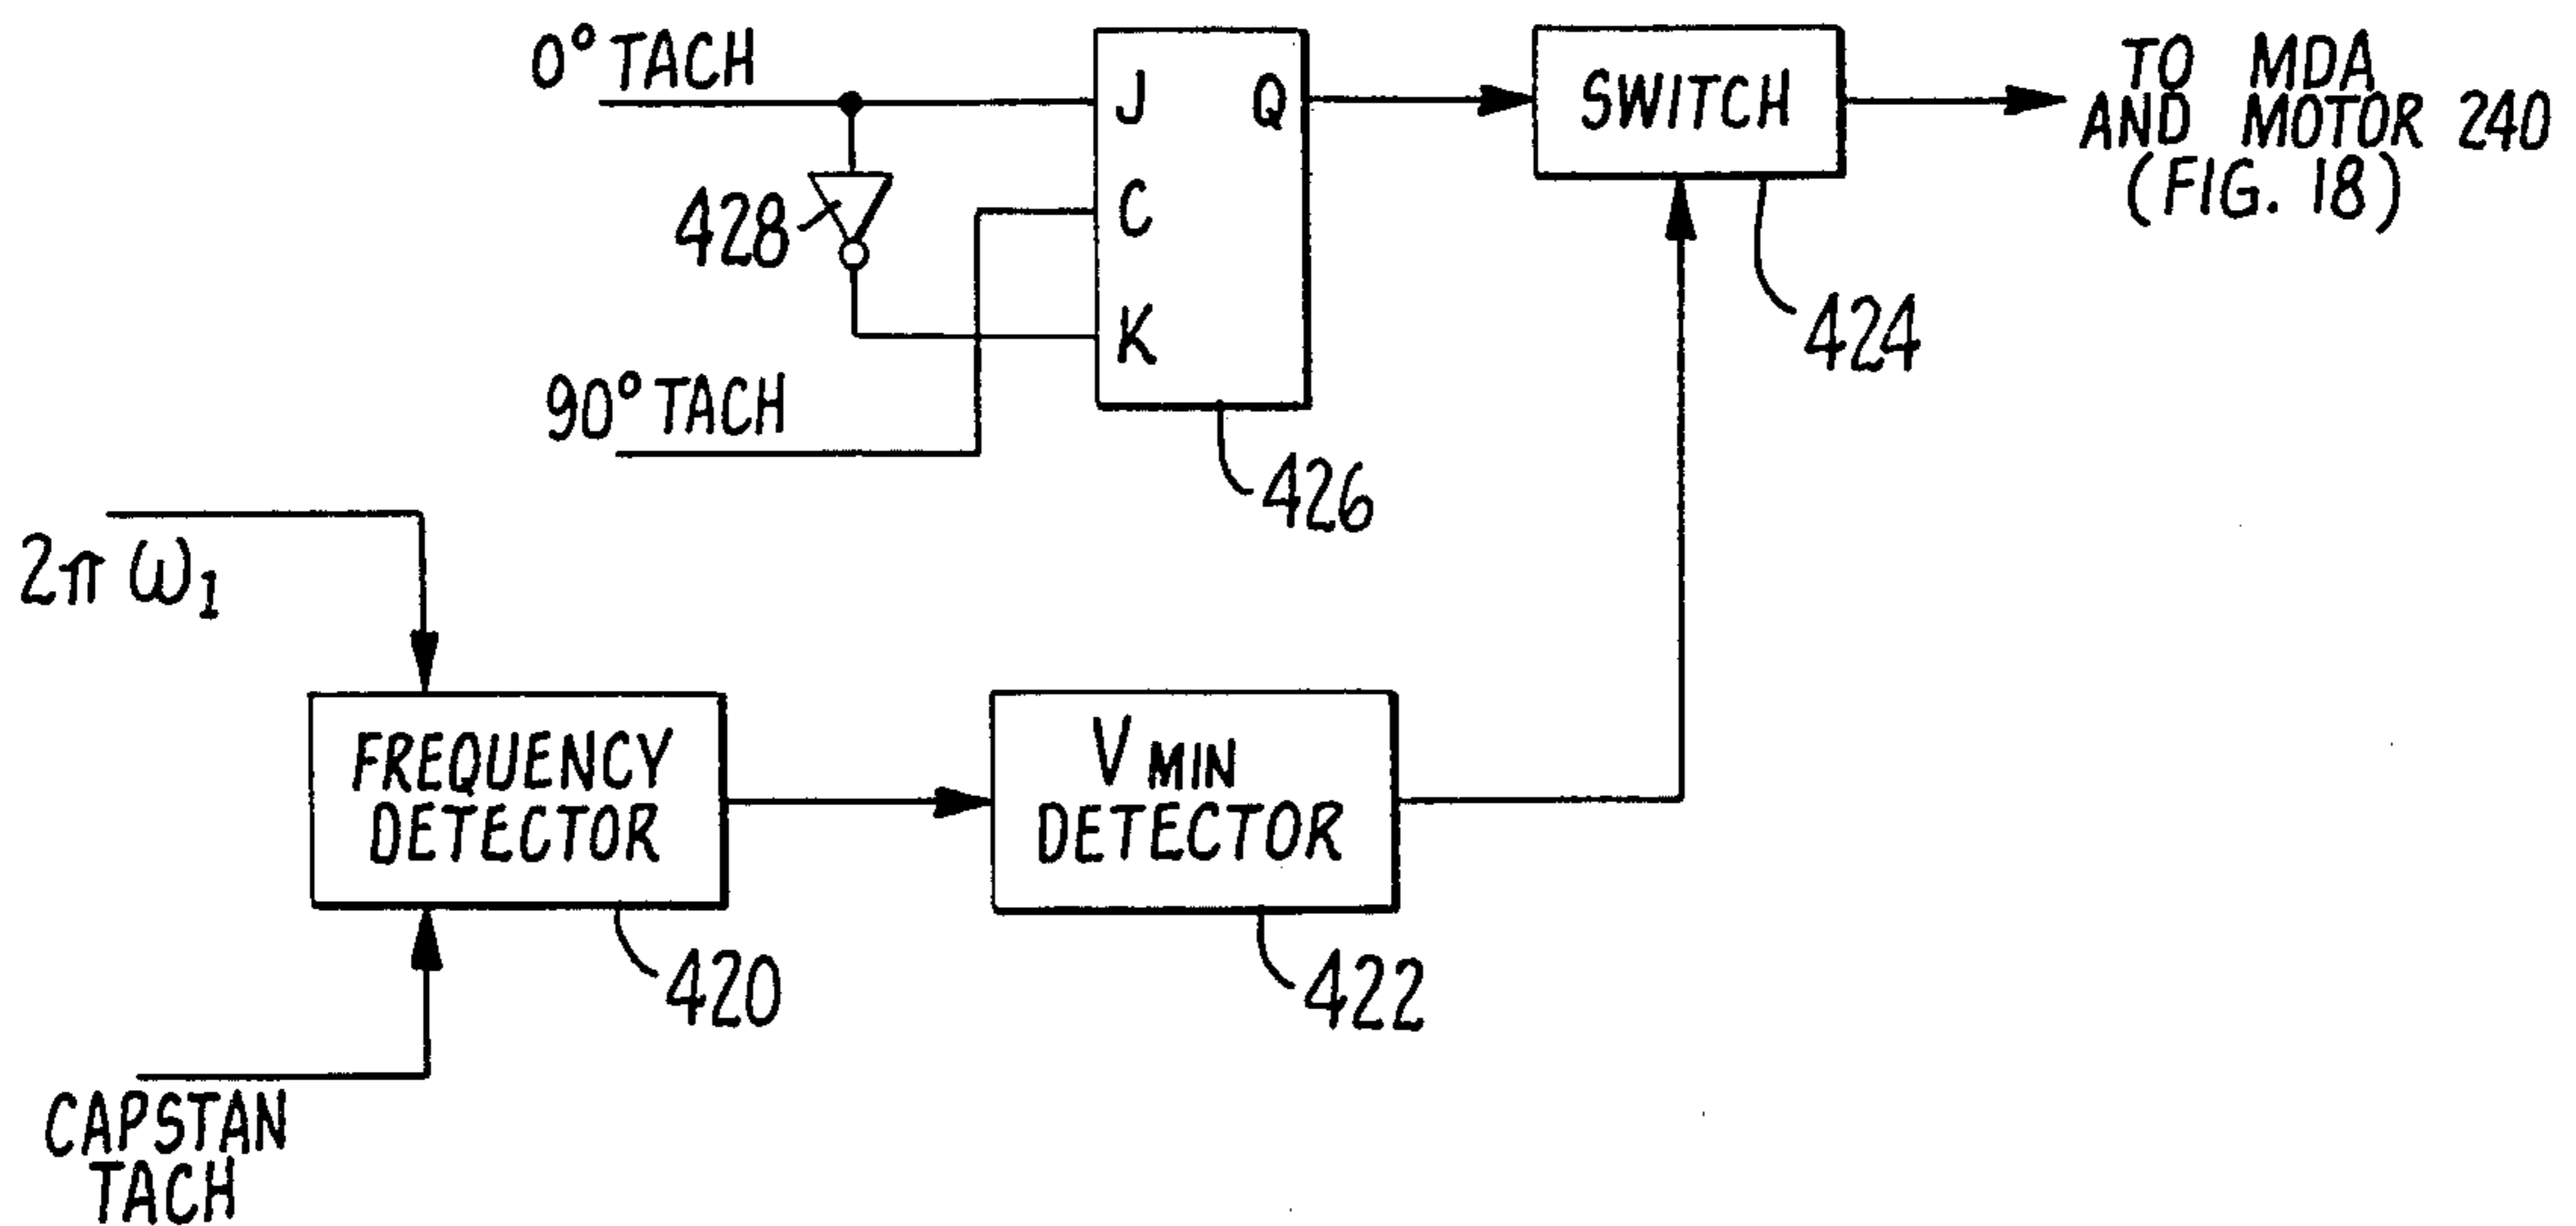 0° TACH
J
Q
C
K
SWITCH
TO MDA
AND MOTOR 240
(FIG. 18)
428
424
90° TACH
426
2π ω1
FREQUENCY
DETECTOR
V MIN
DETECTOR
420
422
CAPSTAN
TACH